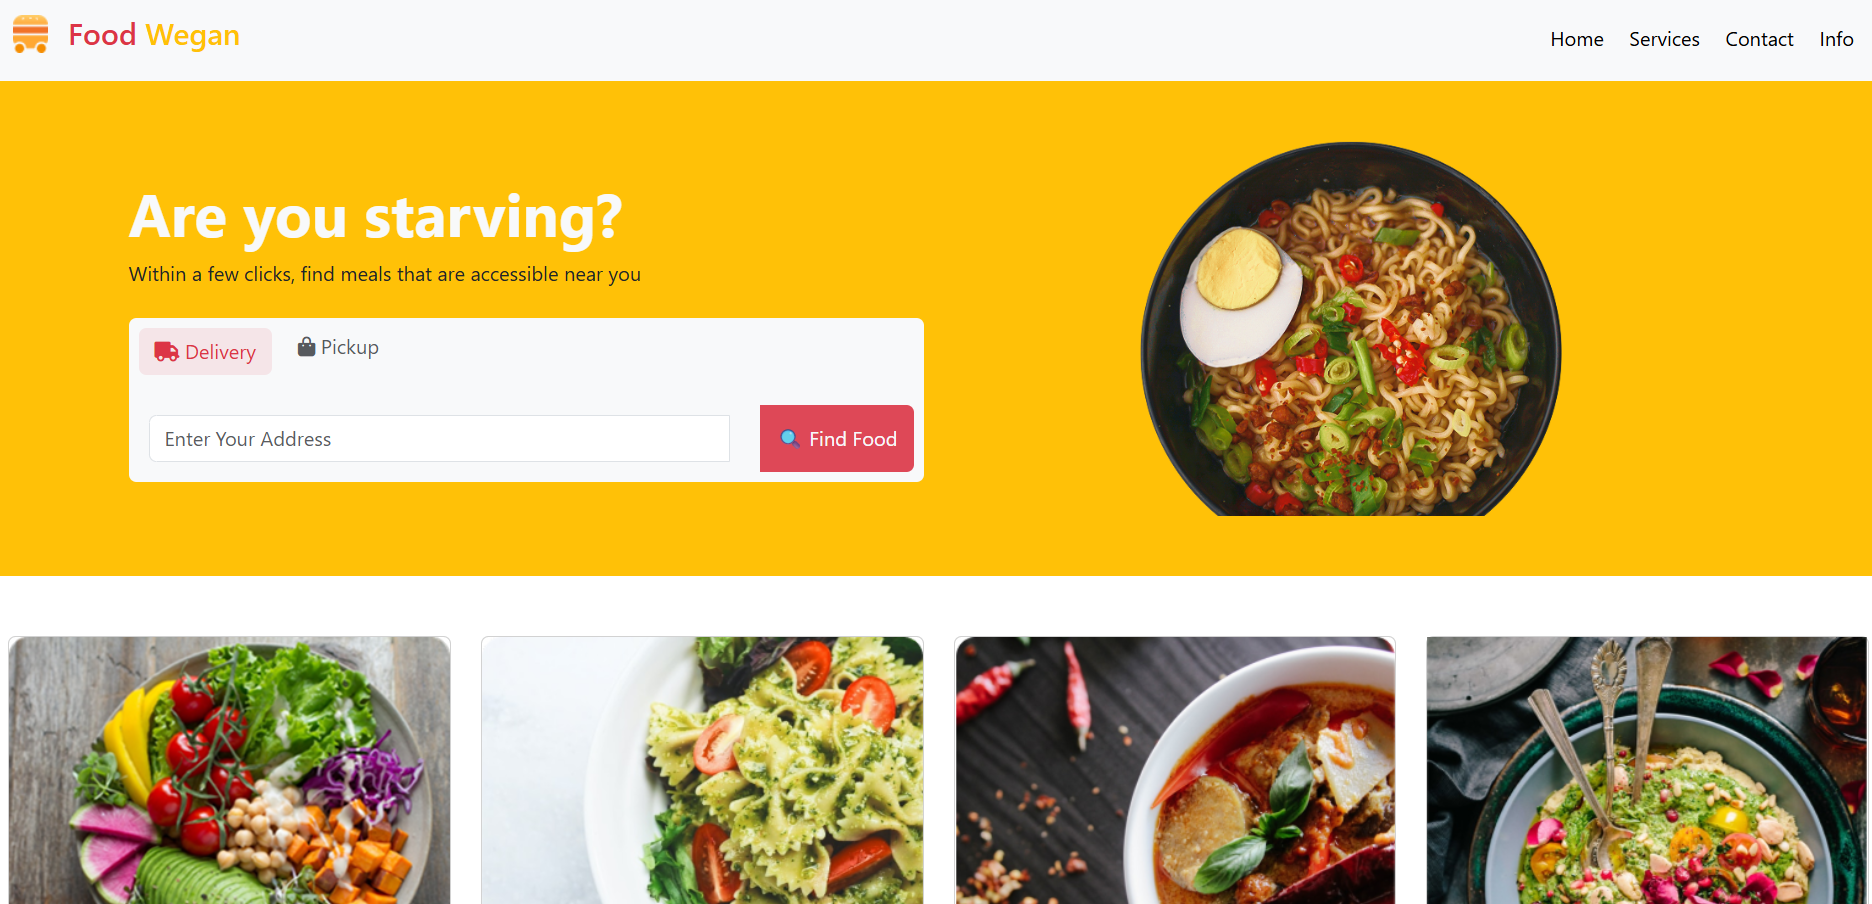 Food Wegan
Home Services Contact Info
Are you starving?
Within a few clicks, find meals that are accessible near you
Delivery Pickup
Enter Your Address
Find Food